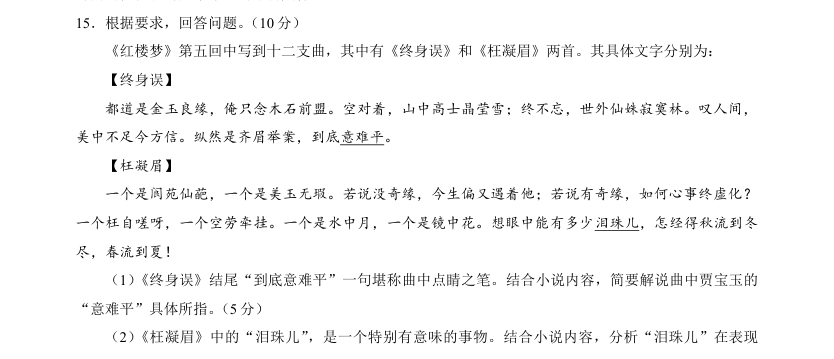 15．根据要求，回答问题。（10 分）
《红楼梦》第五回中写到十二支曲，其中有《终身误》和《枉凝眉》两首。其具体文字分别为：
【终身误】
都道是金玉良缘，俺只念木石前盟。空对着，山中高士晶莹雪；终不忘，世外仙姝寂寞林。叹人间，
美中不足今方信。纵然是齐眉举案，到底意难平。
【枉凝眉】
一个是阆苑仙葩，一个是美玉无瑕。若说没奇缘，今生偏又遇着他；若说有奇缘，如何心事终虚化？
一个枉自嗟呀，一个空劳牵挂。一个是水中月，一个是镜中花。想眼中能有多少泪珠儿，怎经得秋流到冬
尽，春流到夏！
（1）《终身误》结尾“到底意难平”一句堪称曲中点睛之笔。结合小说内容，简要解说曲中贾宝玉的
“意难平”具体所指。（5 分）
（2）《枉凝眉》中的“泪珠儿”，是一个特别有意味的事物。结合小说内容，分析“泪珠儿”在表现